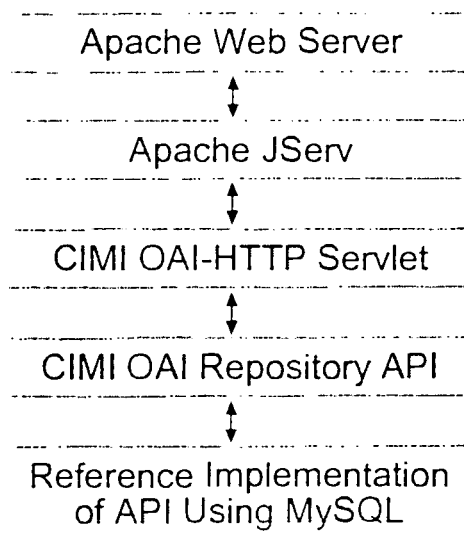 Apache Web Server
Apache JServ
CIMI OAI-HTTP Servlet
CIMI OAI Repository API
Reference Implementation
of API Using MySQL